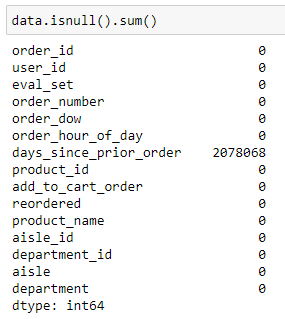 data.isnull().sum()
order_id 0
user_id 0
eval_set 0
order_number 0
order_dow 0
order_hour_of_day 0
days_since_prior_order 2078068
product_id 0
add_to_cart_order 0
reordered 0
product_name 0
aisle_id 0
department_id 0
aisle 0
department 0
dtype: int64